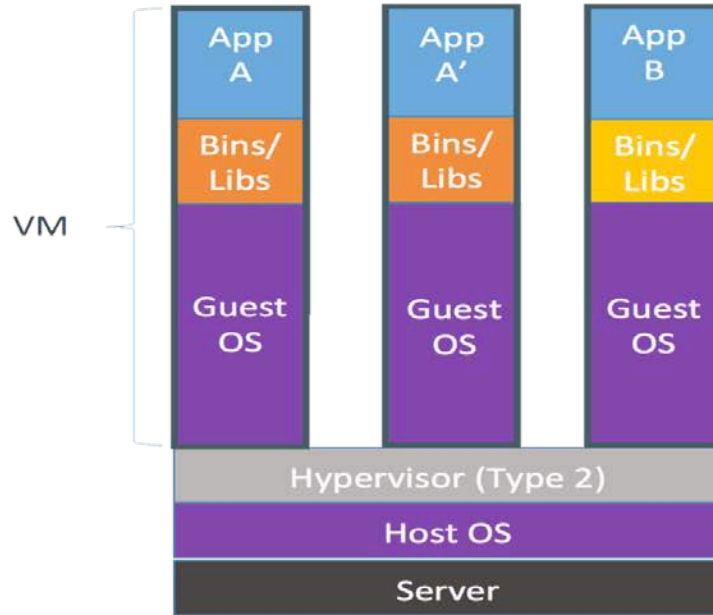 App
A
App
A’
App
B
Bins/
Libs
Bins/
Libs
Bins/
Libs
VM
Guest
OS
Guest
OS
Guest
OS
Hypervisor (Type 2)
Host OS
Server